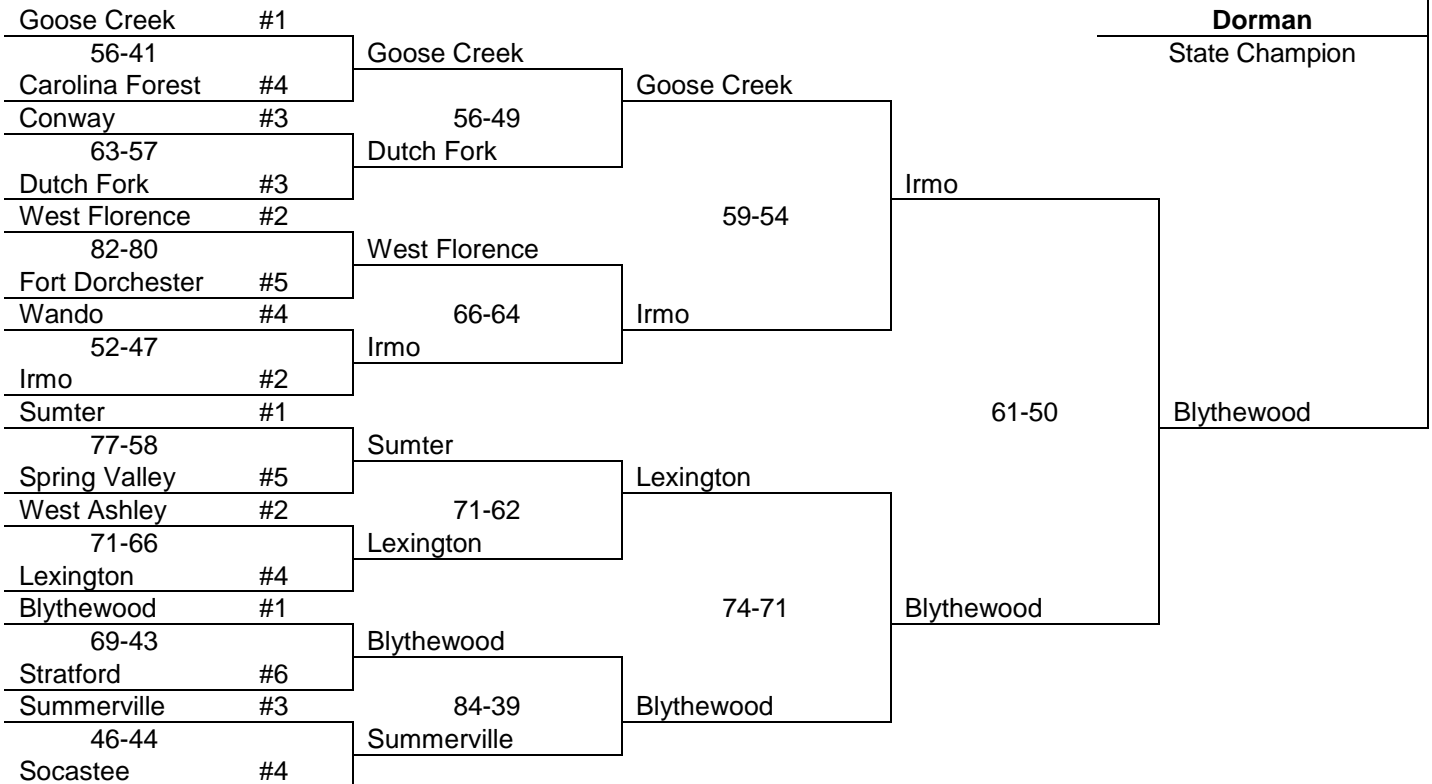 Goose Creek #1 Dorman
56-41 Goose Creek State Champion
Carolina Forest #4 Goose Creek
Conway #3 56-49
63-57 Dutch Fork
Dutch Fork #3 Irmo
West Florence #2 59-54
82-80 West Florence
Fort Dorchester #5
Wando #4 66-64 Irmo
52-47 Irmo
Irmo #2
Sumter #1 61-50 Blythewood
77-58 Sumter
Spring Valley #5 Lexington
West Ashley #2 71-62
71-66 Lexington
Lexington #4
Blythewood #1 74-71 Blythewood
69-43 Blythewood
Stratford #6
Summerville #3 84-39 Blythewood
46-44 Summerville
Socastee #4